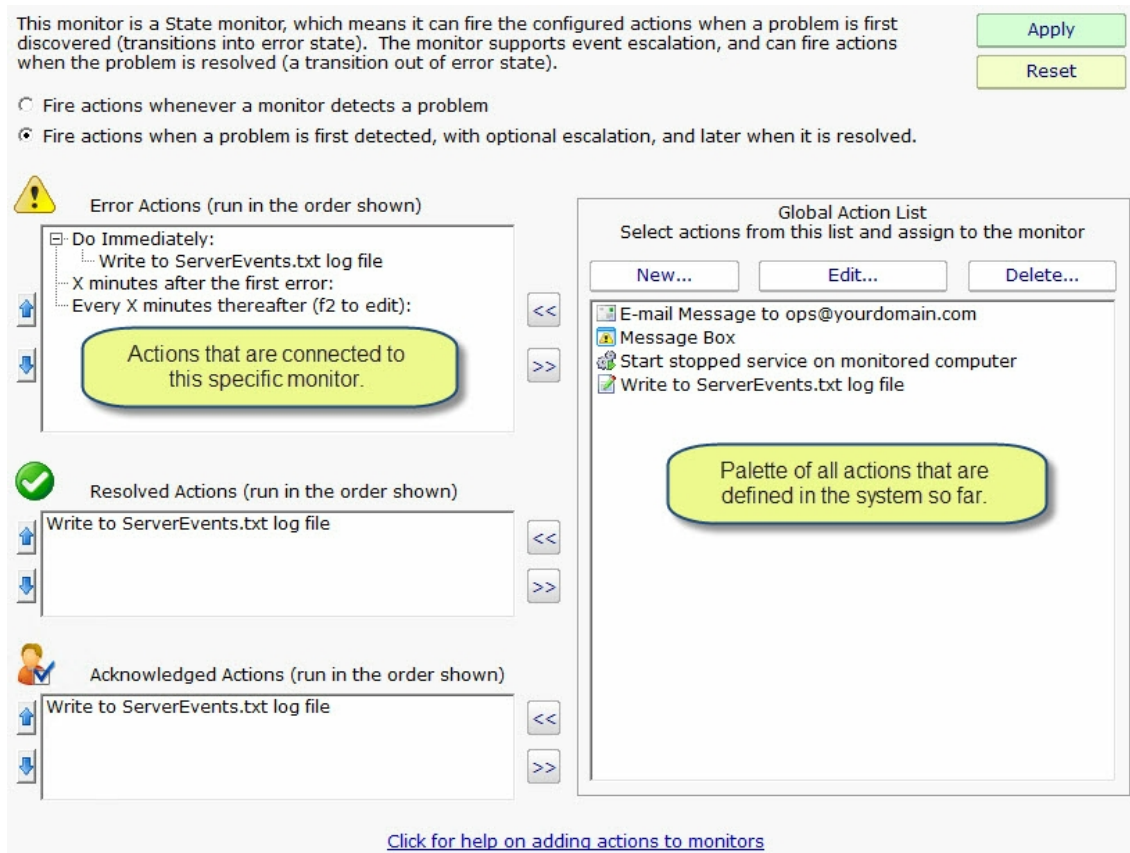 This monitor is a State monitor, which means it can fire the configured actions when a problem is first
discovered (transitions into error state).  The monitor supports event escalation, and can fire actions
when the problem is resolved (a transition out of error state).
Apply
Reset
Fire actions whenever a monitor detects a problem
Fire actions when a problem is first detected, with optional escalation, and later when it is resolved.
Error Actions (run in the order shown)
Do Immediately:
Write to ServerEvents.txt log file
X minutes after the first error:
Every X minutes thereafter (f2 to edit):
Actions that are connected to
this specific monitor.
<<
>>
Global Action List
Select actions from this list and assign to the monitor
New...
Edit...
Delete...
E-mail Message to ops@yourdomain.com
Message Box
Start stopped service on monitored computer
Write to ServerEvents.txt log file
Palette of all actions that are
defined in the system so far.
Resolved Actions (run in the order shown)
Write to ServerEvents.txt log file
<<
>>
Acknowledged Actions (run in the order shown)
Write to ServerEvents.txt log file
<<
>>
Click for help on adding actions to monitors